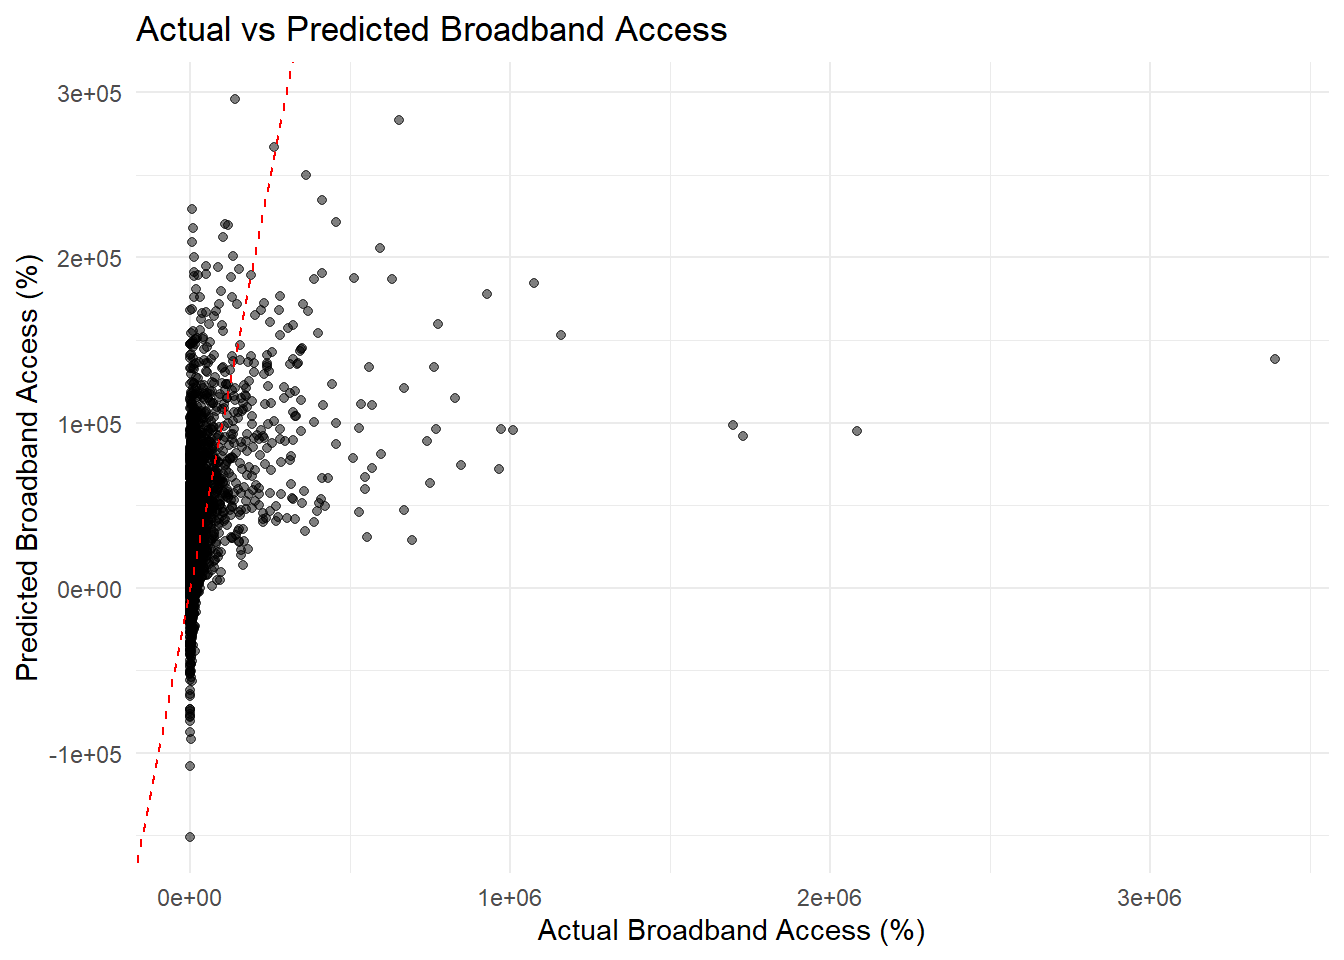 Actual vs Predicted Broadband Access
Predicted Broadband Access (%)
3e+05
2e+05
1e+05
0e+00
-1e+05
0e+00
1e+06
2e+06
3e+06
Actual Broadband Access (%)